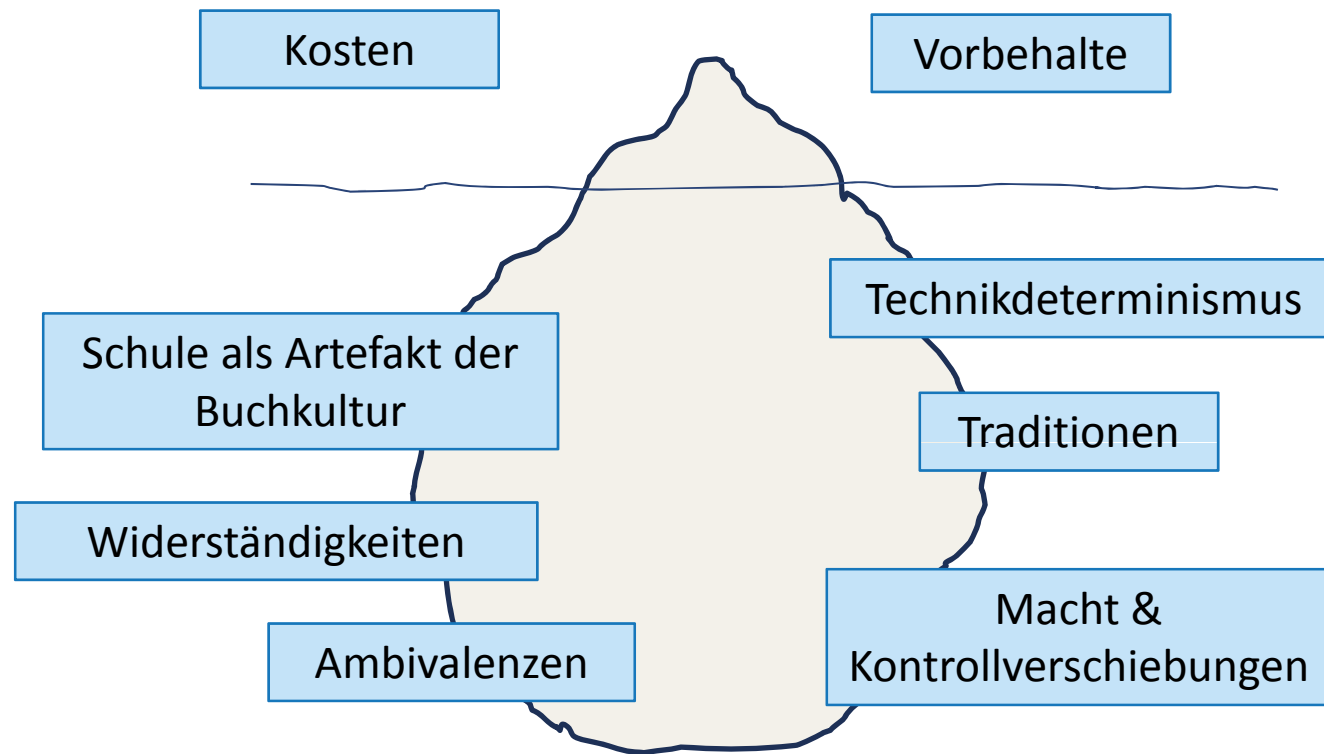 Kosten
Vorbehalte
Technikdeterminismus
Schule als Artefakt der
Buchkultur
Traditionen
Widerständigkeiten
Macht &
Kontrollverschiebungen
Ambivalenzen